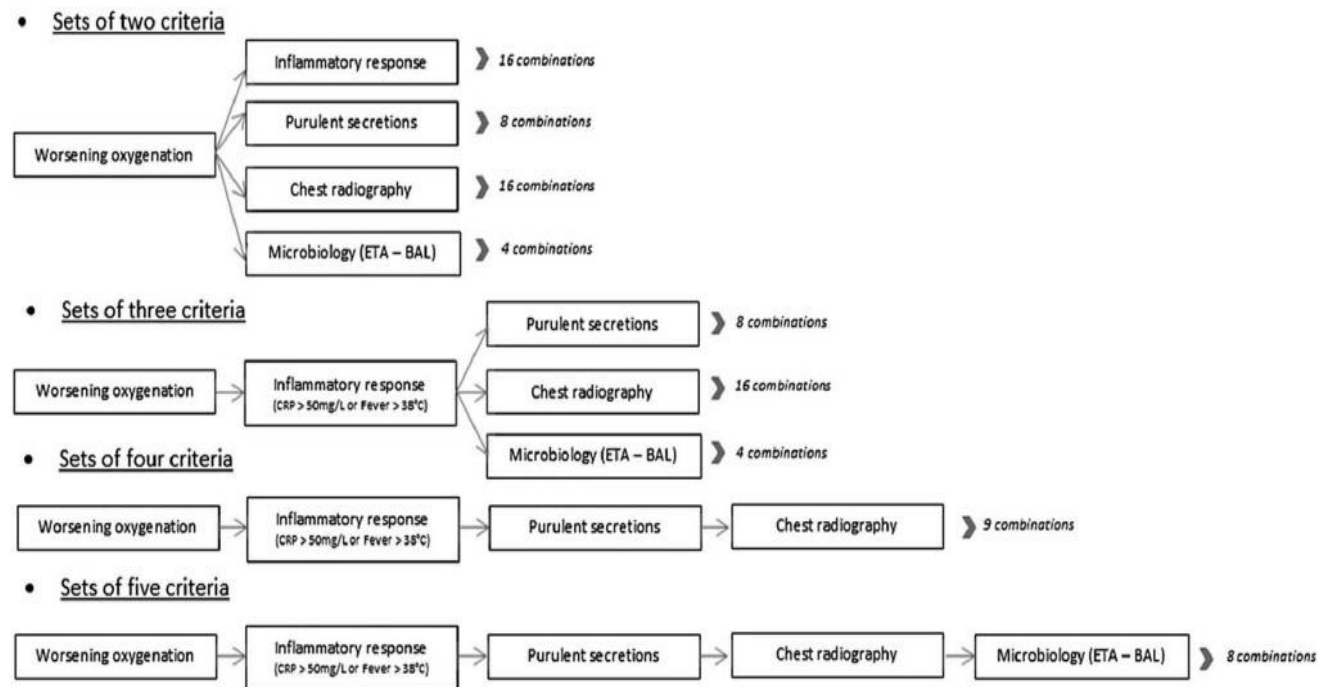 • Sets of two criteria
Inflammatory response
16 combinations
Purulent secretions
8 combinations
Worsening oxygenation
Chest radiography
16 combinations
Microbiology (ETA – BAL)
4 combinations
• Sets of three criteria
Purulent secretions
8 combinations
Worsening oxygenation
Inflammatory response
(CRP > 50mg/L or Fever > 38°C)
Chest radiography
16 combinations
Microbiology (ETA – BAL)
4 combinations
• Sets of four criteria
Worsening oxygenation
Inflammatory response
(CRP > 50mg/L or Fever > 38°C)
Purulent secretions
Chest radiography
9 combinations
• Sets of five criteria
Worsening oxygenation
Inflammatory response
(CRP > 50mg/L or Fever > 38°C)
Purulent secretions
Chest radiography
Microbiology (ETA – BAL)
8 combinations